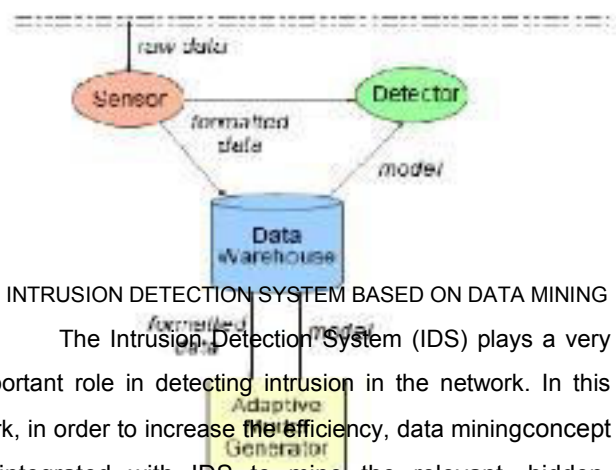 raw data
Sensor
Detector
formatted
data
model
Data
Warehouse
INTRUSION DETECTION SYSTEM BASED ON DATA MINING
formatted model
The Intrusion Detection System (IDS) plays a very
data
portant role in detecting intrusion in the network. In this
Adaptive
rk, in order to increase the efficiency, data miningconcept
Generator
integrated with IDS to mine the relevant, hidden